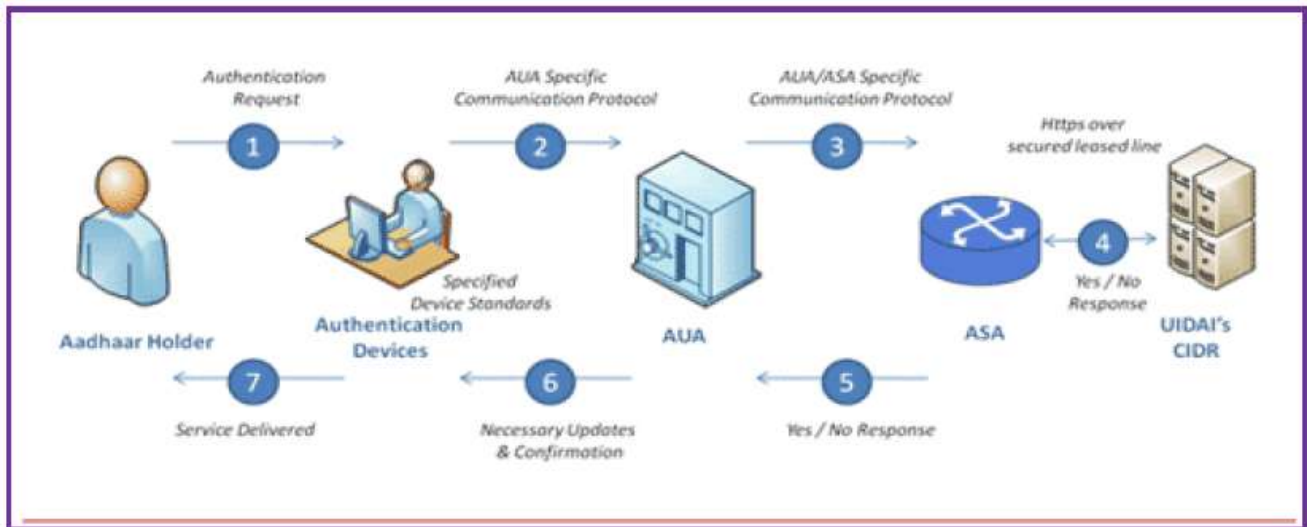 Authentication
Request
1
AUA Specific
Communication Protocol
2
AUA/ASA Specific
Communication Protocol
3
Https over
secured leased line
4
Yes / No
Response
Specified
Device Standards
Aadhaar Holder
Authentication
Devices
AUA
ASA
UIDAI's
CIDR
7
Service Delivered
6
Necessary Updates
& Confirmation
5
Yes / No Response